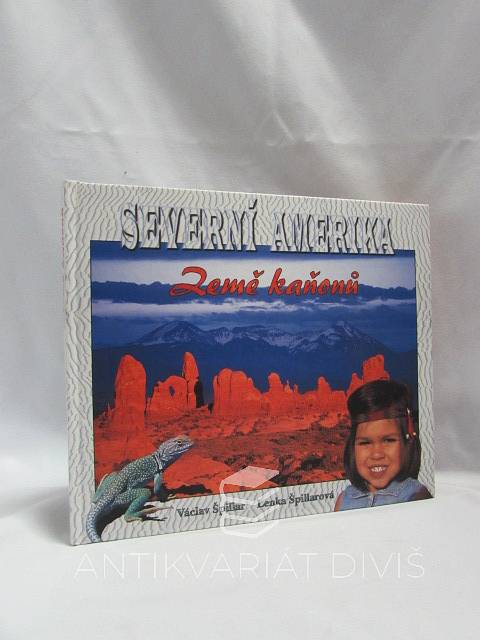 SEVERNÍ AMERIKA
Země kaňonů
Václav Špillar Lenka Špillarová
ANTIKVARIÁT DIVIŠ